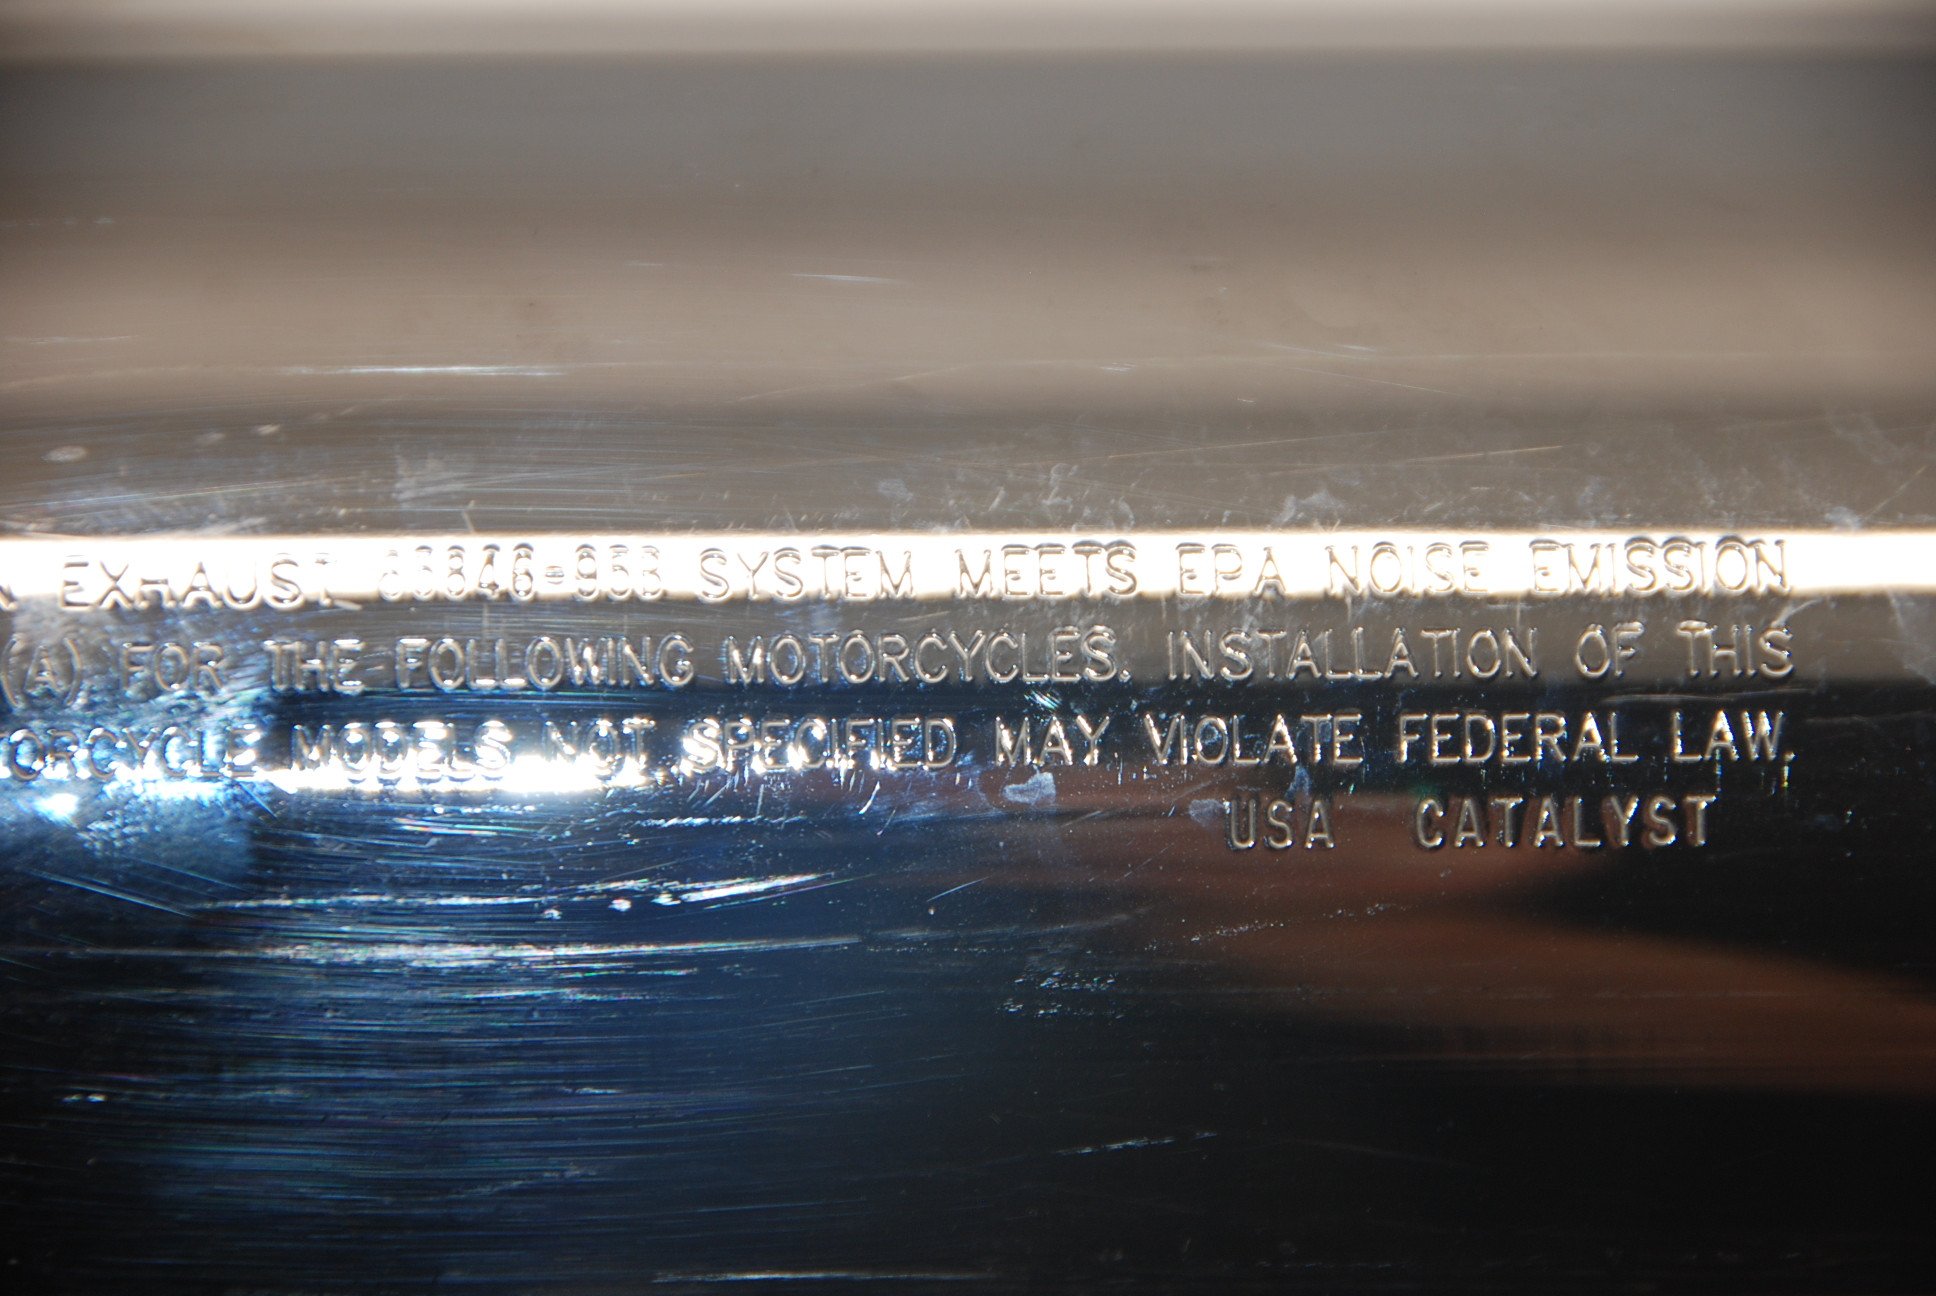 EXHAUST SYSTEM MEETS EPA NOISE EMISSION
(A) FOR THE FOLLOWING MOTORCYCLES. INSTALLATION OF THIS
ORCYCLE MODELS NOT SPECIFIED MAY VIOLATE FEDERAL LAW.
USA CATALYST